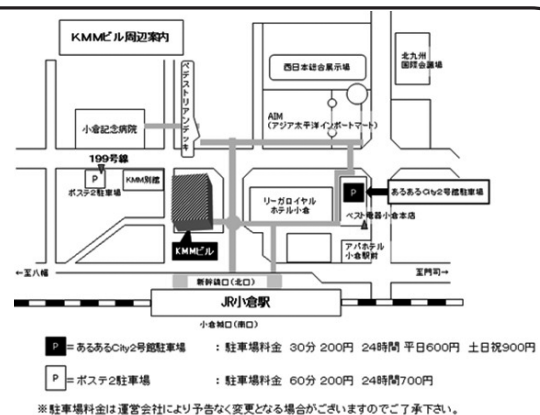 KMMビル周辺案内
ペデストリアンデッキ
西日本総合展示場
北九州
国際会議場
小倉記念病院
AIM
(アジア太平洋インポートマート)
199号線
P
ポステ2駐車場
KMM別館
リーガロイヤル
ホテル小倉
P
あるあるCity2号館駐車場
ベスト電器小倉本店
KMMビル
アパホテル
小倉駅前
←至八幡
至門司→
新幹線口(北口)
JR小倉駅
小倉城口(南口)
P =あるあるCity2号館駐車場 : 駐車場料金 30分 200円 24時間 平日600円 土日祝900円
P =ポステ2駐車場 : 駐車場料金 60分 200円 24時間700円
※駐車場料金は運営会社により予告なく変更となる場合がございますのでご了承下さい。